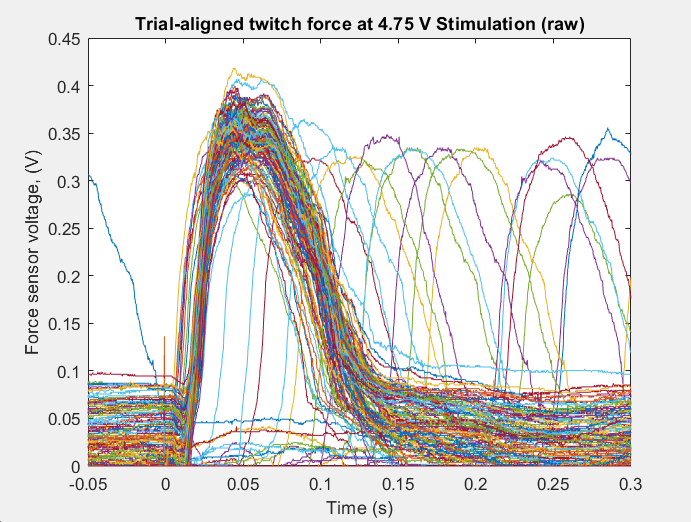 Trial-aligned twitch force at 4.75 V Stimulation (raw)
0.45
0.4
0.35
0.3
0.25
0.2
0.15
0.1
0.05
0
Force sensor voltage, (V)
-0.05 0 0.05 0.1 0.15 0.2 0.25 0.3
Time (s)